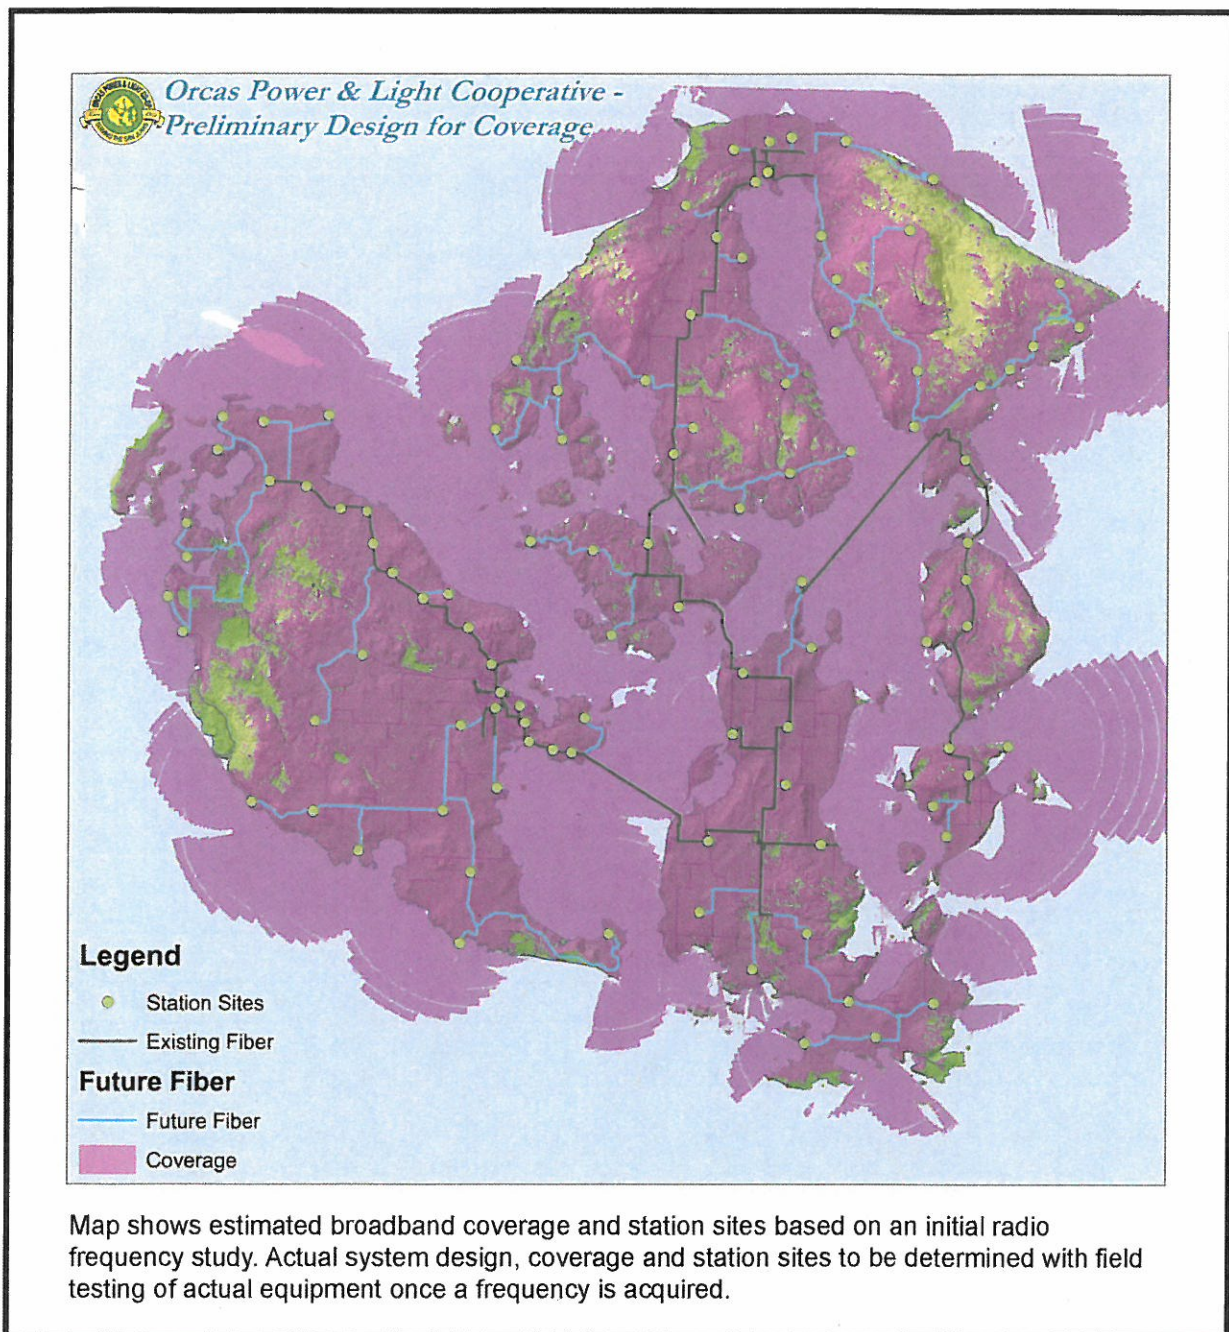 Orcas Power & Light Cooperative -
Preliminary Design for Coverage
Legend
Station Sites
Existing Fiber
Future Fiber
Future Fiber
Coverage
Map shows estimated broadband coverage and station sites based on an initial radio
frequency study. Actual system design, coverage and station sites to be determined with field
testing of actual equipment once a frequency is acquired.